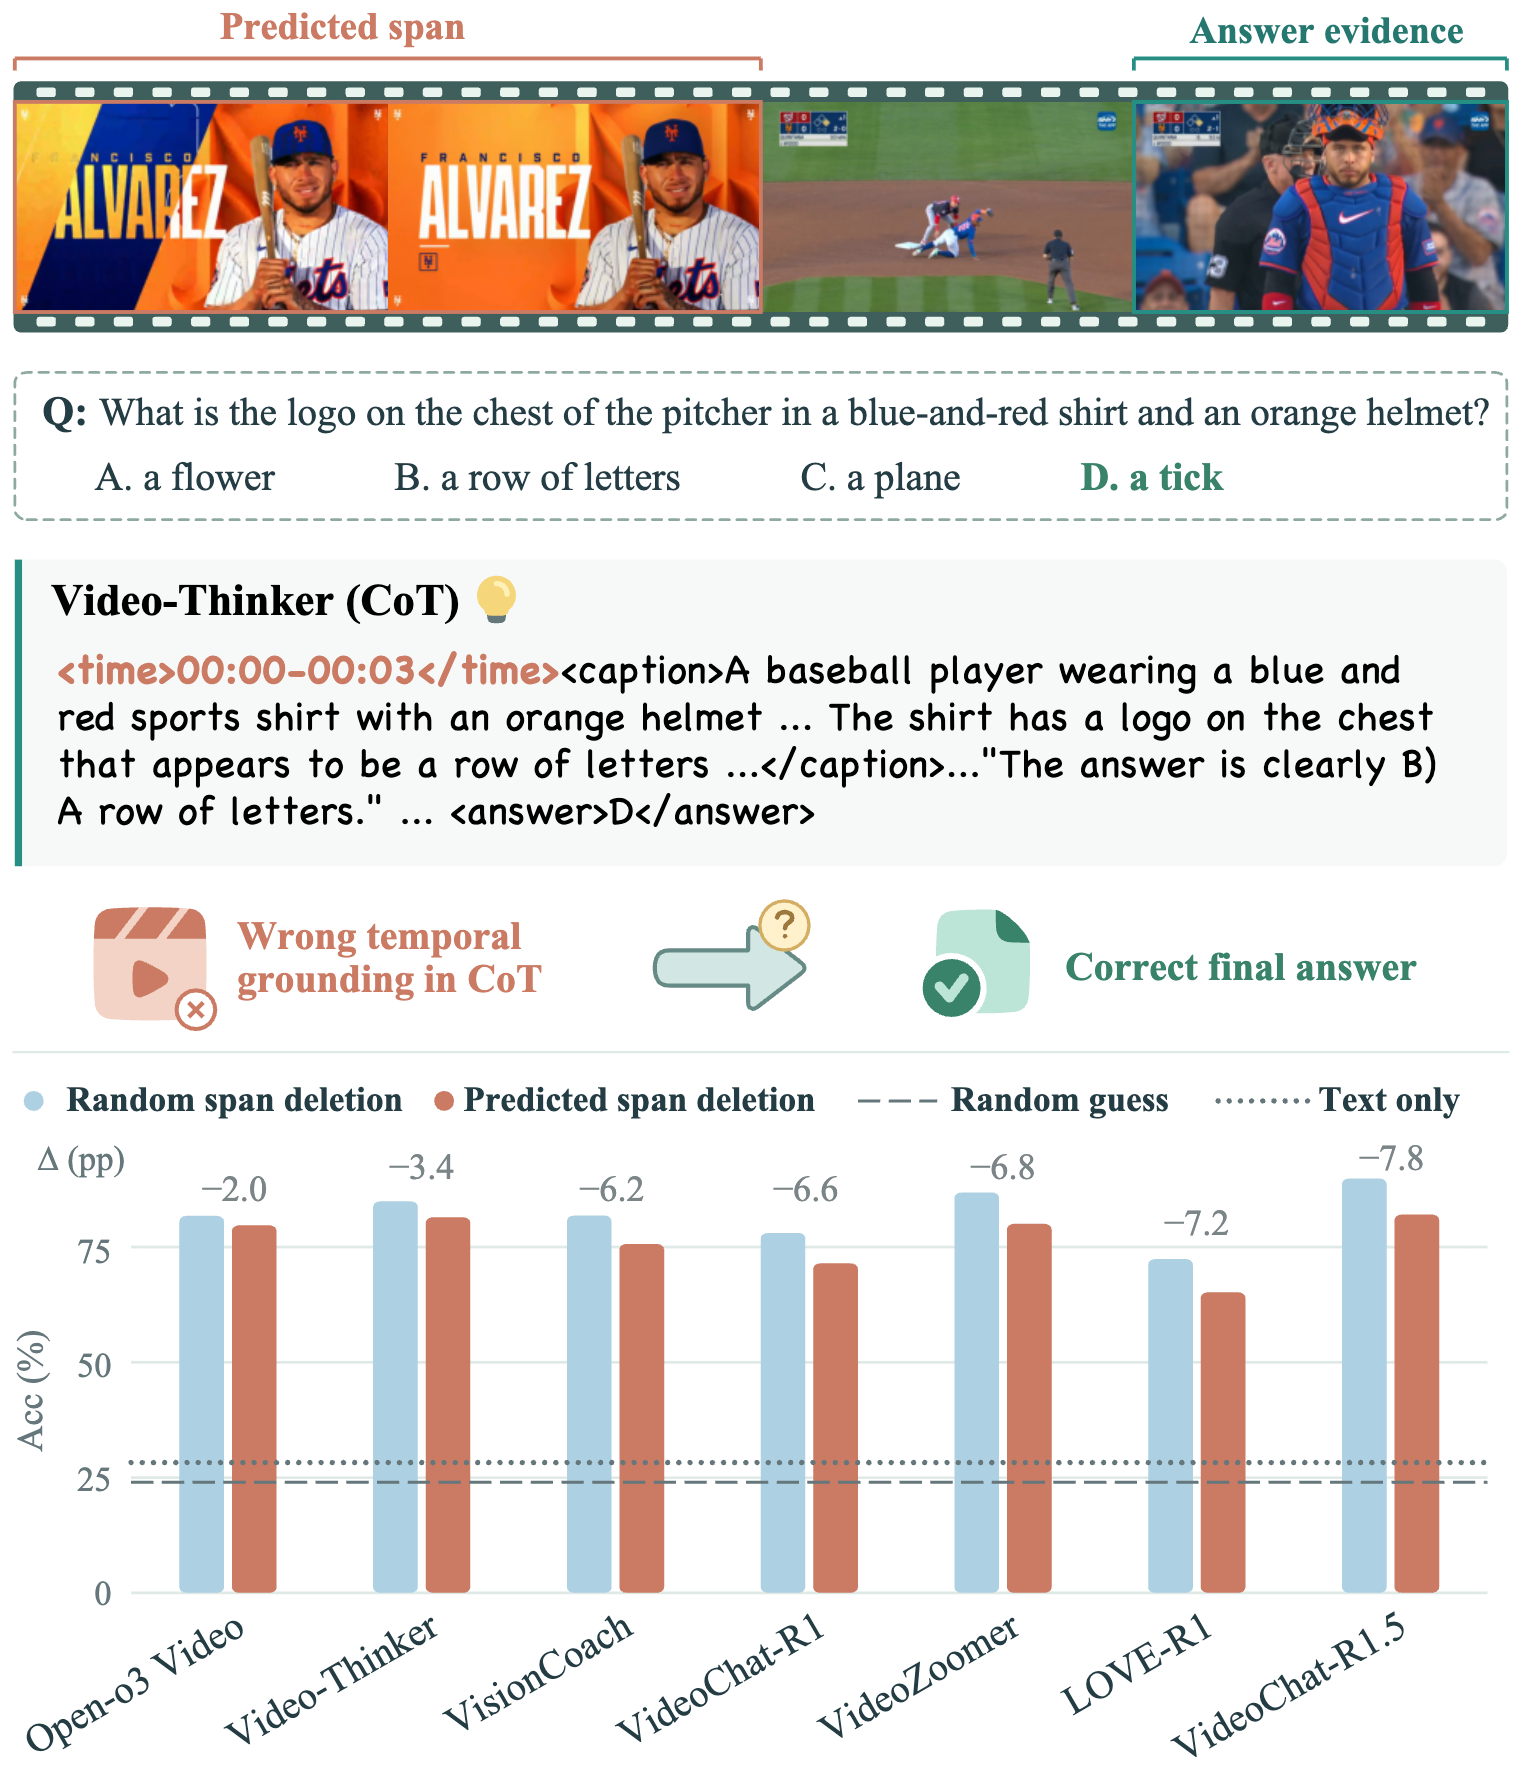 Predicted span
Answer evidence
FRANCISCO
ALVAREZ
FRANCISCO
ALVAREZ
Q: What is the logo on the chest of the pitcher in a blue-and-red shirt and an orange helmet?
A. a flower B. a row of letters C. a plane D. a tick
Video-Thinker (CoT)
<time>00:00-00:03</time><caption>A baseball player wearing a blue and
red sports shirt with an orange helmet ... The shirt has a logo on the chest
that appears to be a row of letters ...</caption>..."The answer is clearly B)
A row of letters." ... <answer>D</answer>
Wrong temporal
grounding in CoT
?
Correct final answer
Random span deletion Predicted span deletion Random guess Text only
Δ (pp)
−2.0 −3.4 −6.2 −6.6 −6.8 −7.2 −7.8
Acc (%)
75
50
25
0
Open-o3 Video
Video-Thinker
VisionCoach
VideoChat-R1
VideoZoomer
LOVE-R1
VideoChat-R1.5